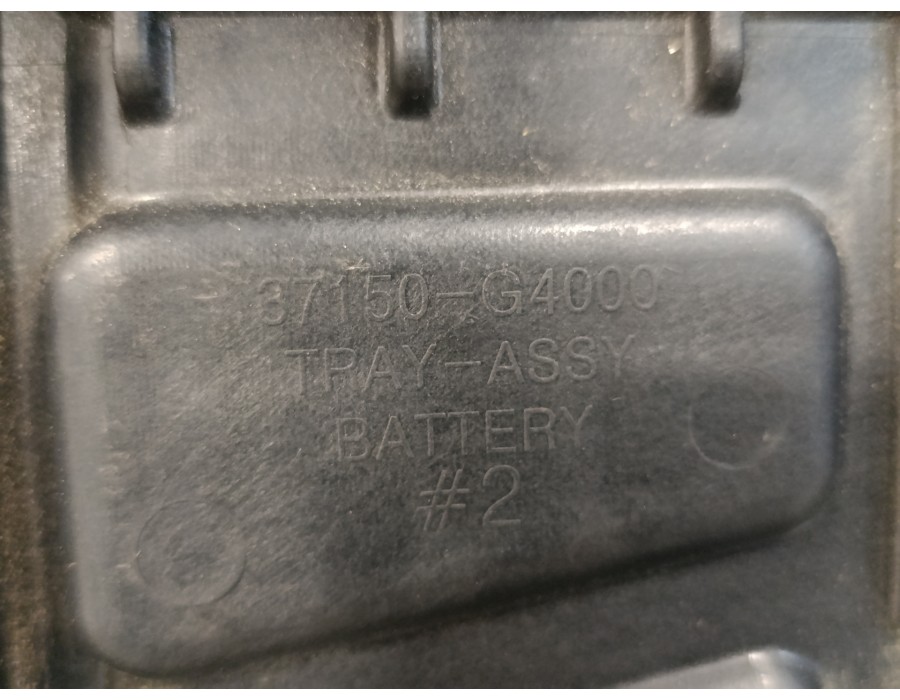 37150-G4000
TRAY-ASSY
BATTERY
#2